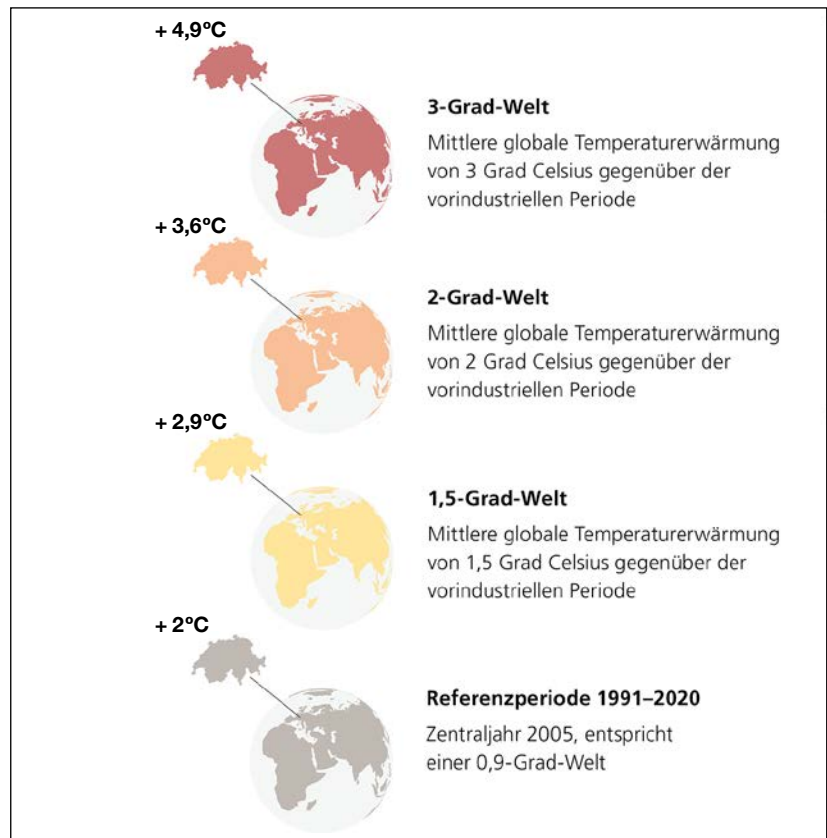 + 4,9°C
3-Grad-Welt
Mittlere globale Temperaturerwärmung
von 3 Grad Celsius gegenüber der
vorindustriellen Periode
+ 3,6°C
2-Grad-Welt
Mittlere globale Temperaturerwärmung
von 2 Grad Celsius gegenüber der
vorindustriellen Periode
+ 2,9°C
1,5-Grad-Welt
Mittlere globale Temperaturerwärmung
von 1,5 Grad Celsius gegenüber der
vorindustriellen Periode
+ 2°C
Referenzperiode 1991–2020
Zentraljahr 2005, entspricht
einer 0,9-Grad-Welt